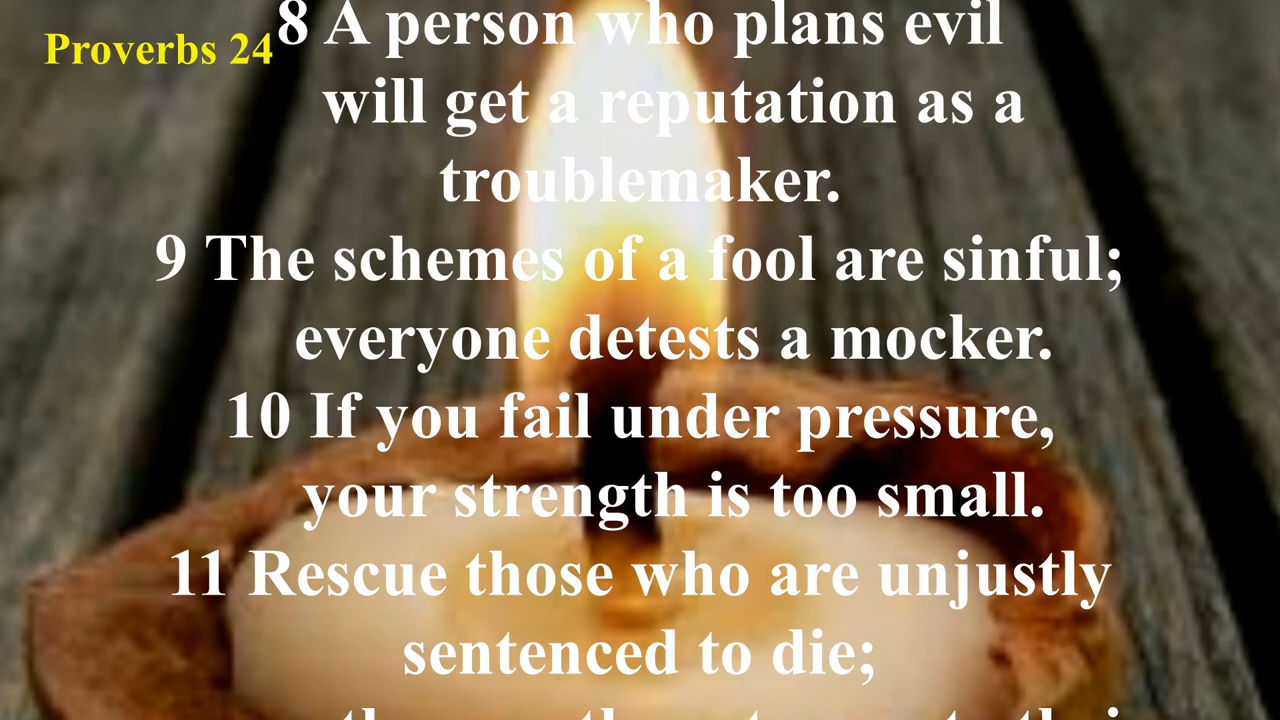 Proverbs 24
8 A person who plans evil
will get a reputation as a
troublemaker.
9 The schemes of a fool are sinful;
everyone detests a mocker.
10 If you fail under pressure,
your strength is too small.
11 Rescue those who are unjustly
sentenced to die;